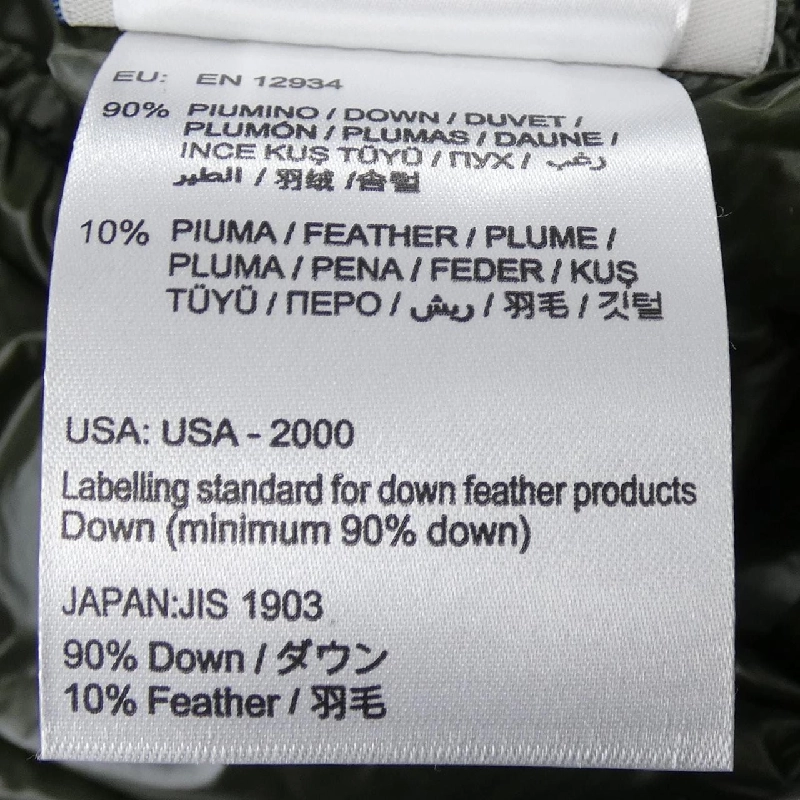 EU: EN 12934
90% PIUMINO / DOWN / DUVET /
PLUMÓN / PLUMAS / DAUNE /
INCE KUŞ TÜYÜ / ПУХ / زغب
الطير / 羽绒 / 솜털
10% PIUMA / FEATHER / PLUME /
PLUMA / PENA / FEDER / KUŞ
TÜYÜ / ПЕРО / ريش / 羽毛 / 깃털
USA: USA - 2000
Labelling standard for down feather products
Down (minimum 90% down)
JAPAN:JIS 1903
90% Down / ダウン
10% Feather / 羽毛